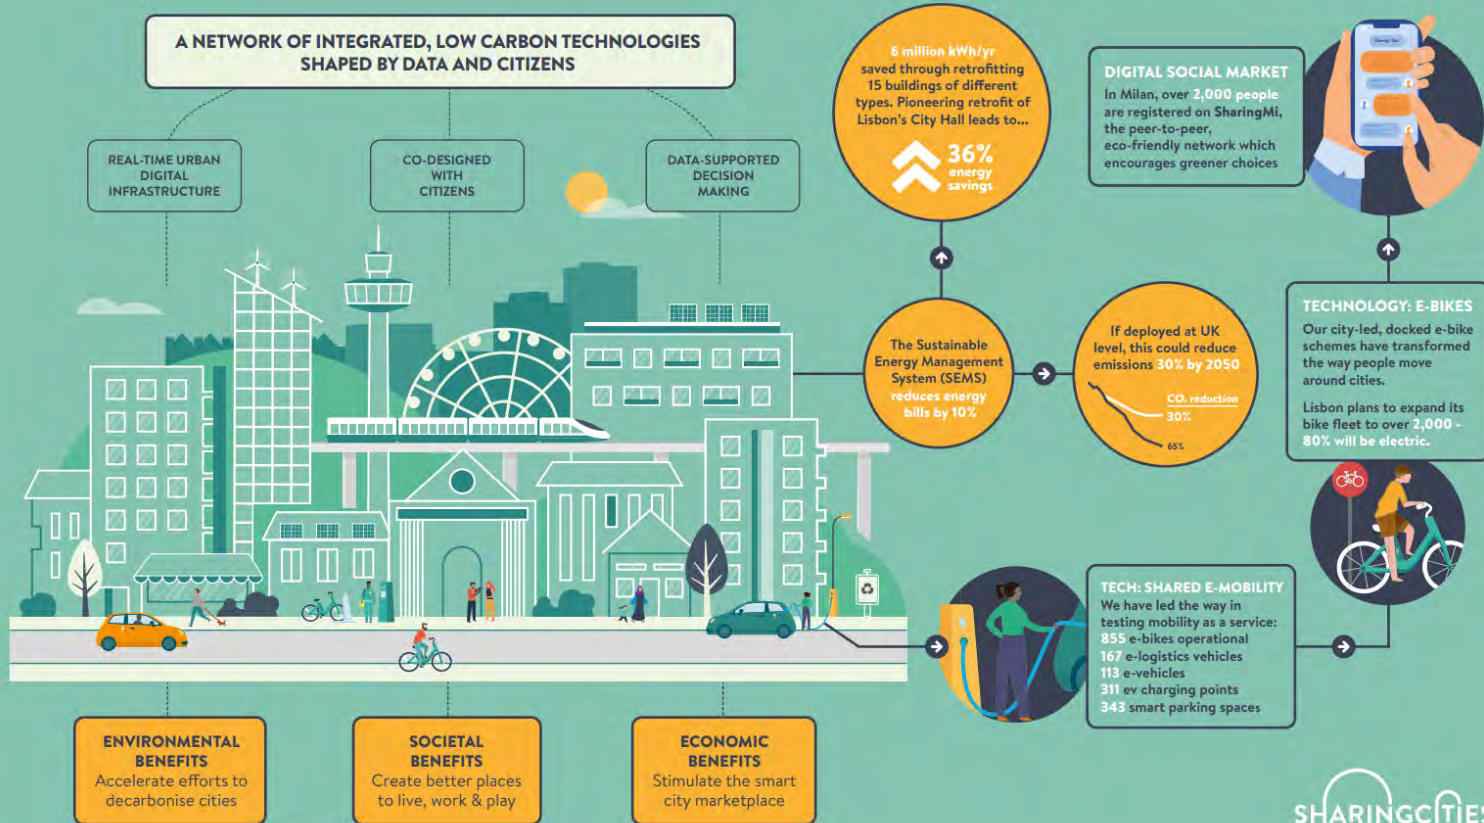 A NETWORK OF INTEGRATED, LOW CARBON TECHNOLOGIES
SHAPED BY DATA AND CITIZENS
REAL-TIME URBAN
DIGITAL
INFRASTRUCTURE
CO-DESIGNED
WITH
CITIZENS
DATA-SUPPORTED
DECISION
MAKING
6 million kWh/yr
saved through retrofitting
15 buildings of different
types. Pioneering retrofit of
Lisbon's City Hall leads to...
36%
energy
savings
DIGITAL SOCIAL MARKET
In Milan, over 2,000 people
are registered on SharingMi,
the peer-to-peer,
eco-friendly network which
encourages greener choices
The Sustainable
Energy Management
System (SEMS)
reduces energy
bills by 10%
If deployed at UK
level, this could reduce
emissions 30% by 2050
CO₂ reduction
30%
65%
TECHNOLOGY: E-BIKES
Our city-led, docked e-bike
schemes have transformed
the way people move
around cities.
Lisbon plans to expand its
bike fleet to over 2,000 -
80% will be electric.
TECH: SHARED E-MOBILITY
We have led the way in
testing mobility as a service:
855 e-bikes operational
167 e-logistics vehicles
113 e-vehicles
311 ev charging points
343 smart parking spaces
ENVIRONMENTAL
BENEFITS
Accelerate efforts to
decarbonise cities
SOCIETAL
BENEFITS
Create better places
to live, work & play
ECONOMIC
BENEFITS
Stimulate the smart
city marketplace
SHARINGCITIES